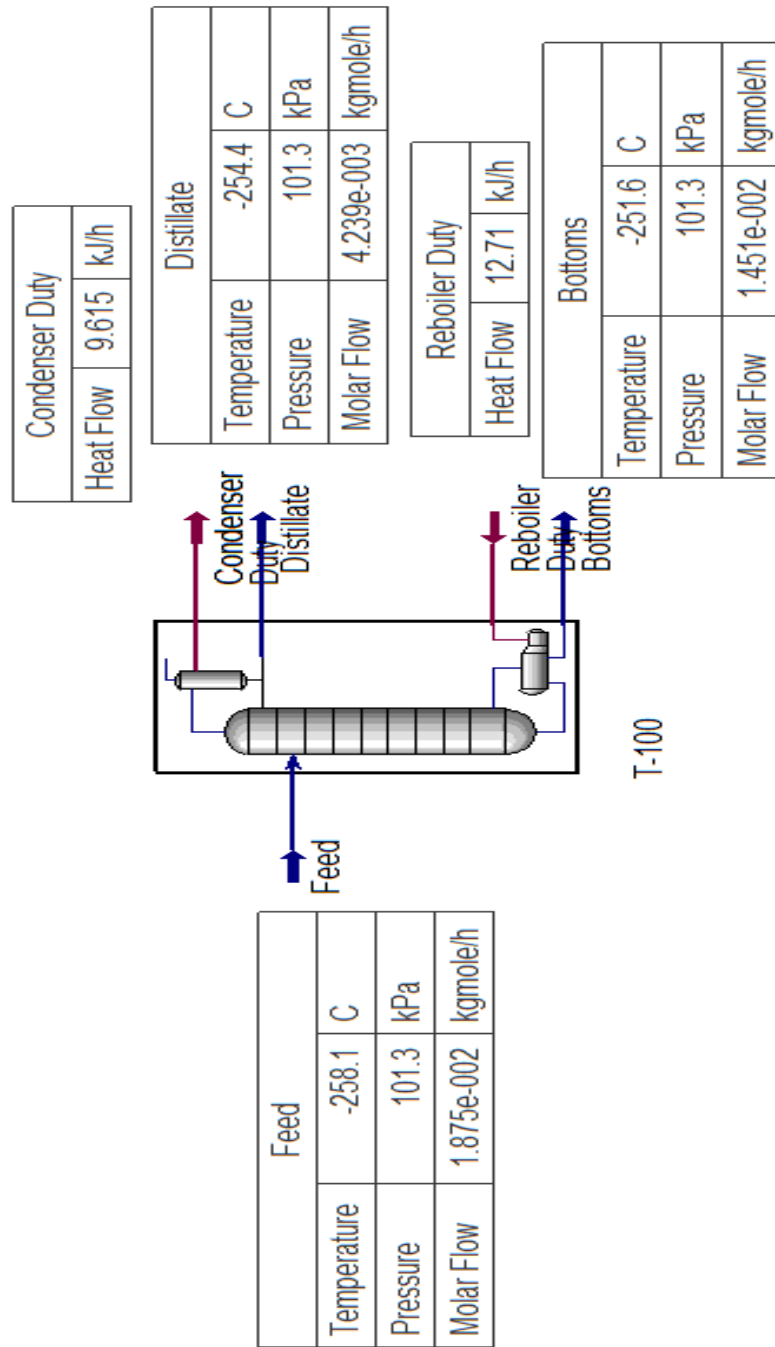 Condenser Duty
Heat Flow 9.615 kJ/h
Distillate
Temperature -254.4 C
Pressure 101.3 kPa
Molar Flow 4.239e-003 kgmole/h
Condenser
Duty
Distillate
Reboiler Duty
Heat Flow 12.71 kJ/h
Feed
T-100
Reboiler
Duty
Bottoms
Feed
Temperature -258.1 C
Pressure 101.3 kPa
Molar Flow 1.875e-002 kgmole/h
Bottoms
Temperature -251.6 C
Pressure 101.3 kPa
Molar Flow 1.451e-002 kgmole/h